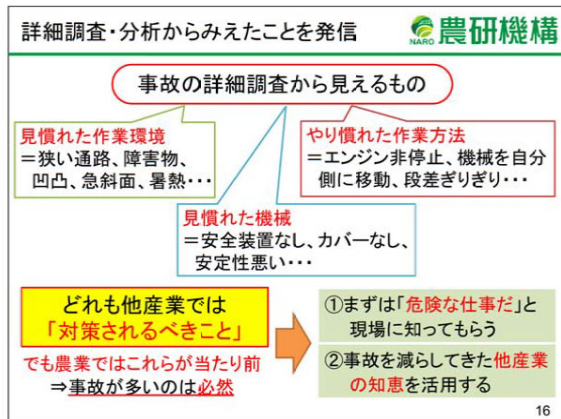 詳細調査・分析からみえたことを発信
NARO
農研機構
事故の詳細調査から見えるもの
見慣れた作業環境
＝狭い通路、障害物、
凹凸、急斜面、暑熱・・・
やり慣れた作業方法
＝エンジン非停止、機械を自分
側に移動、段差ぎりぎり・・・
見慣れた機械
＝安全装置なし、カバーなし、
安定性悪い・・・
どれも他産業では
「対策されるべきこと」
でも農業ではこれらが当たり前
⇒事故が多いのは必然
①まずは「危険な仕事だ」と
現場に知ってもらう
②事故を減らしてきた他産業
の知恵を活用する
16